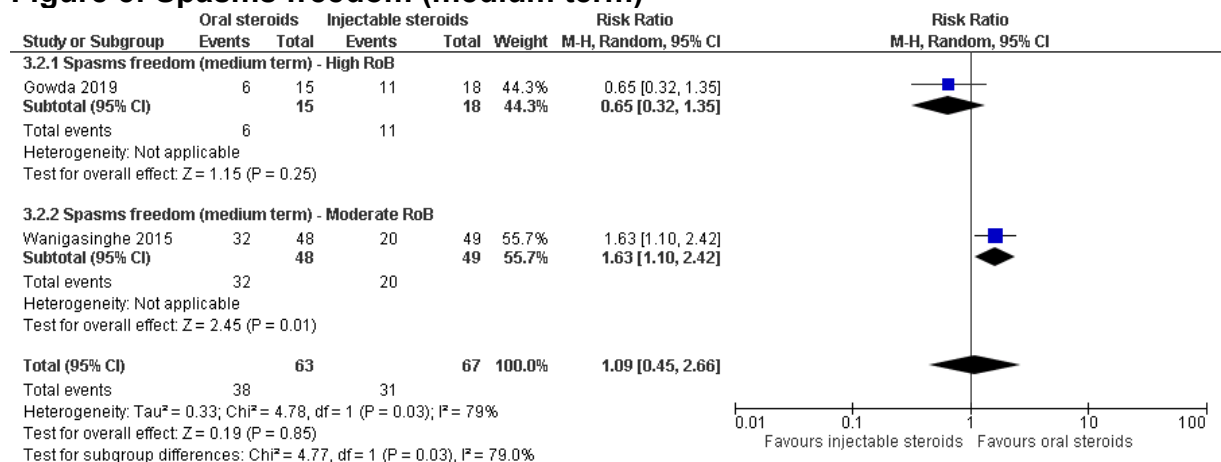 Figure 6: Spasms freedom (medium term)
Oral steroids Injectable steroids Risk Ratio Risk Ratio
Study or Subgroup Events Total Events Total Weight M-H, Random, 95% CI M-H, Random, 95% CI
3.2.1 Spasms freedom (medium term) - High RoB
Gowda 2019 6 15 11 18 44.3% 0.65 [0.32, 1.35]
Subtotal (95% CI) 15 18 44.3% 0.65 [0.32, 1.35]
Total events 6 11
Heterogeneity: Not applicable
Test for overall effect: Z = 1.15 (P = 0.25)
3.2.2 Spasms freedom (medium term) - Moderate RoB
Wanigasinghe 2015 32 48 20 49 55.7% 1.63 [1.10, 2.42]
Subtotal (95% CI) 48 49 55.7% 1.63 [1.10, 2.42]
Total events 32 20
Heterogeneity: Not applicable
Test for overall effect: Z = 2.45 (P = 0.01)
Total (95% CI) 63 67 100.0% 1.09 [0.45, 2.66]
Total events 38 31
Heterogeneity: Tau² = 0.33; Chi² = 4.78, df = 1 (P = 0.03); I² = 79%
Test for overall effect: Z = 0.19 (P = 0.85)
Test for subgroup differences: Chi² = 4.77, df = 1 (P = 0.03), I² = 79.0%
0.01 0.1 1 10 100
Favours injectable steroids Favours oral steroids